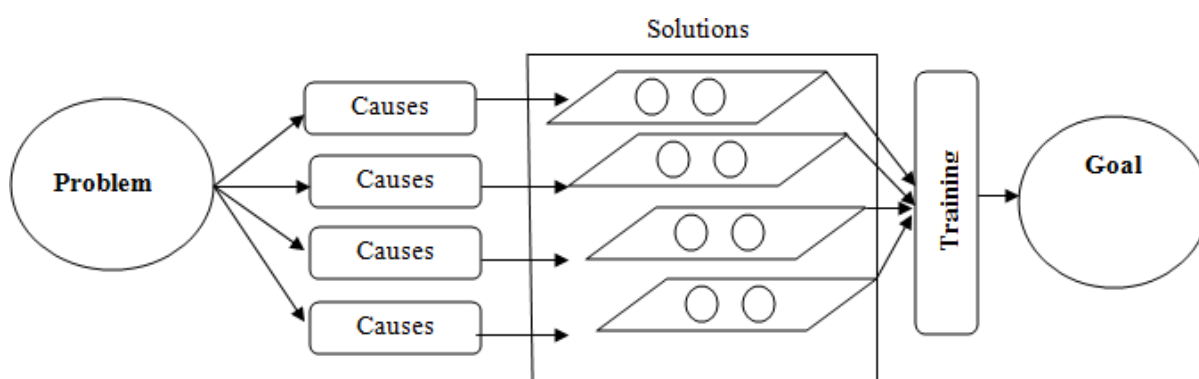 Solutions
Causes
Causes
Causes
Causes
Problem
Training
Goal